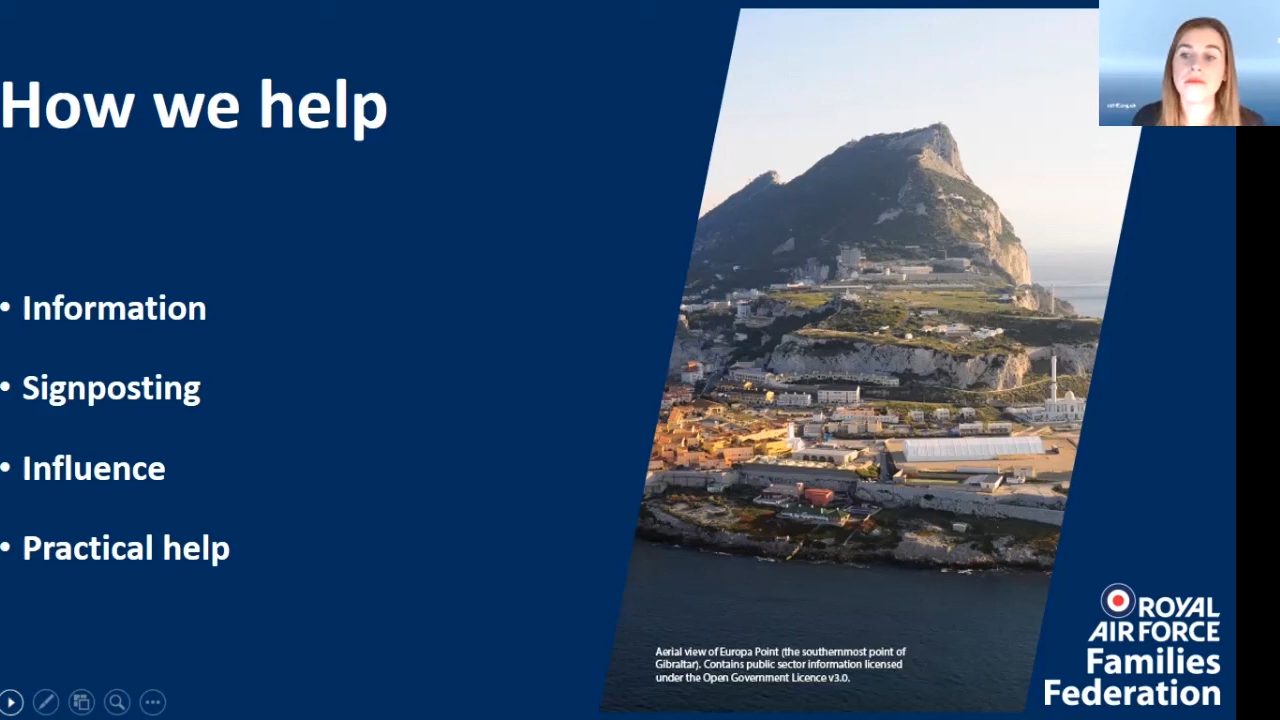 How we help
• Information
• Signposting
• Influence
• Practical help
Aerial view of Europa Point (the southernmost point of
Gibraltar). Contains public sector information licensed
under the Open Government Licence v3.0.
ROYAL
AIR FORCE
Families
Federation